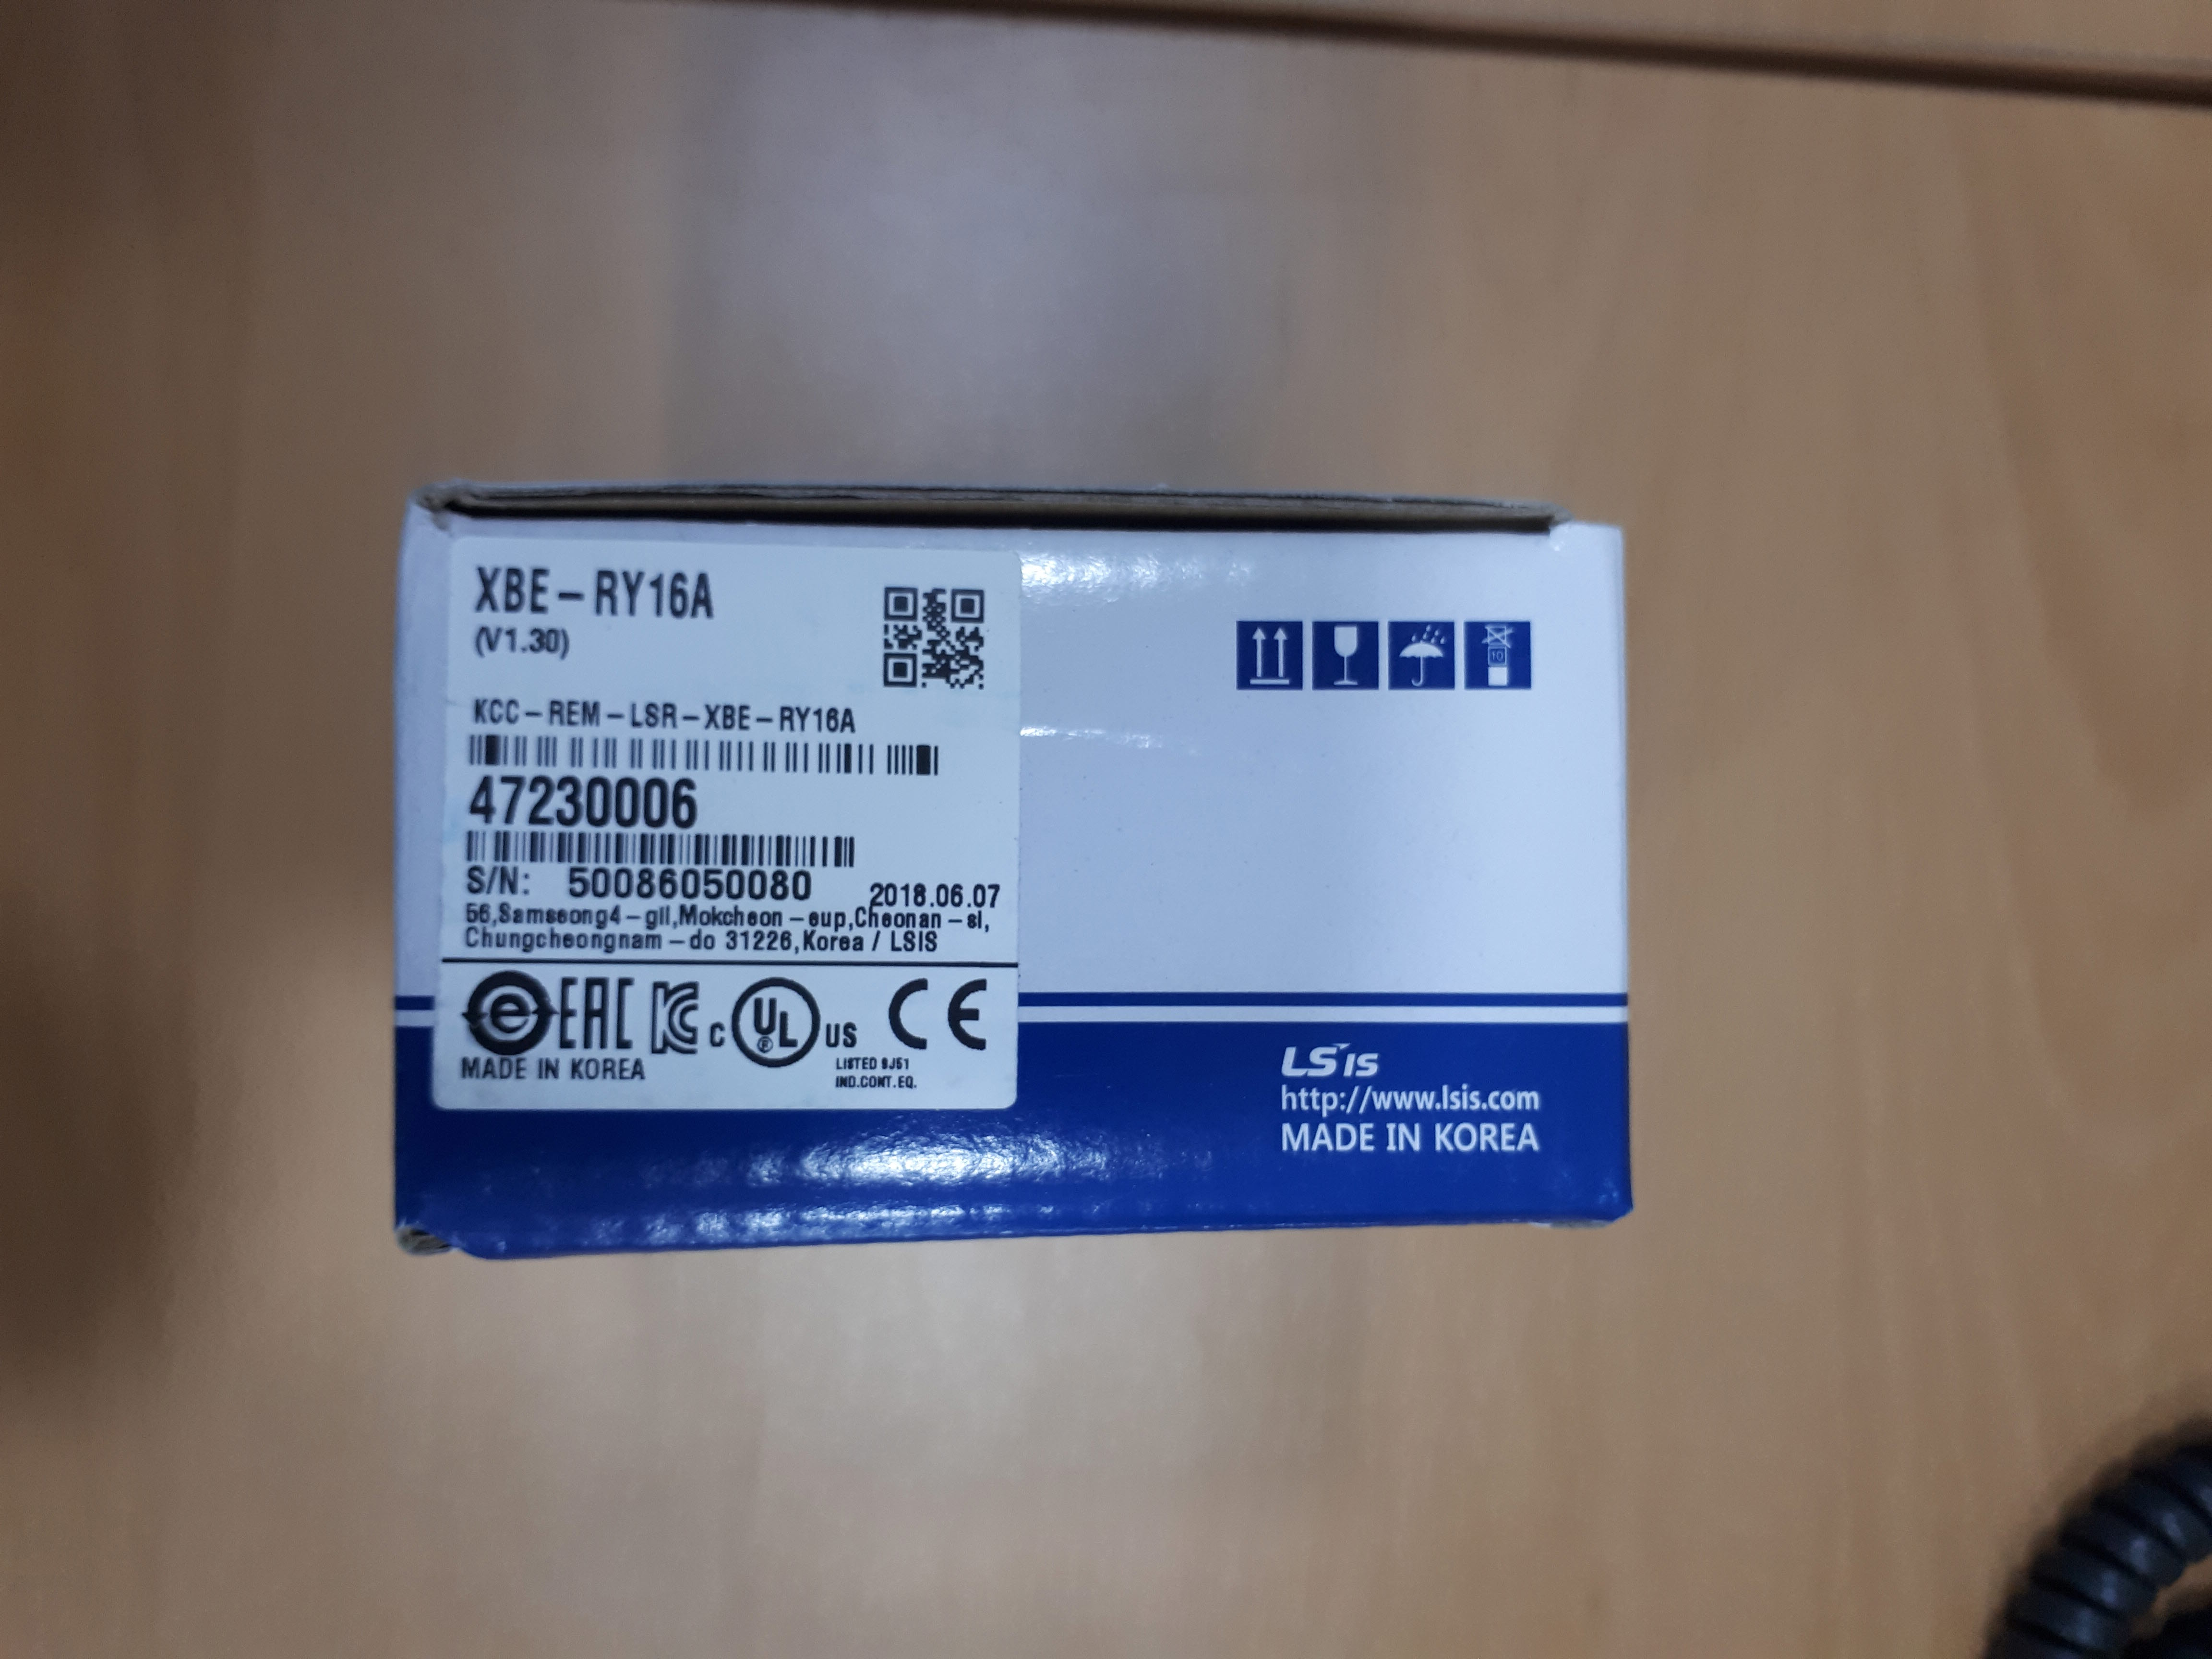 XBE-RY16A
(V1.30)
KCC-REM-LSR-XBE-RY16A
47230006
S/N: 50086050080 2018.06.07
56,Samseong4-gil,Mokcheon-eup,Cheonan-si,
Chungcheongnam-do 31226,Korea / LSIS
e EAC KC c UL ® US CE
MADE IN KOREA
LISTED 9J51
IND.CONT.EQ.
10
LSIS
http://www.lsis.com
MADE IN KOREA